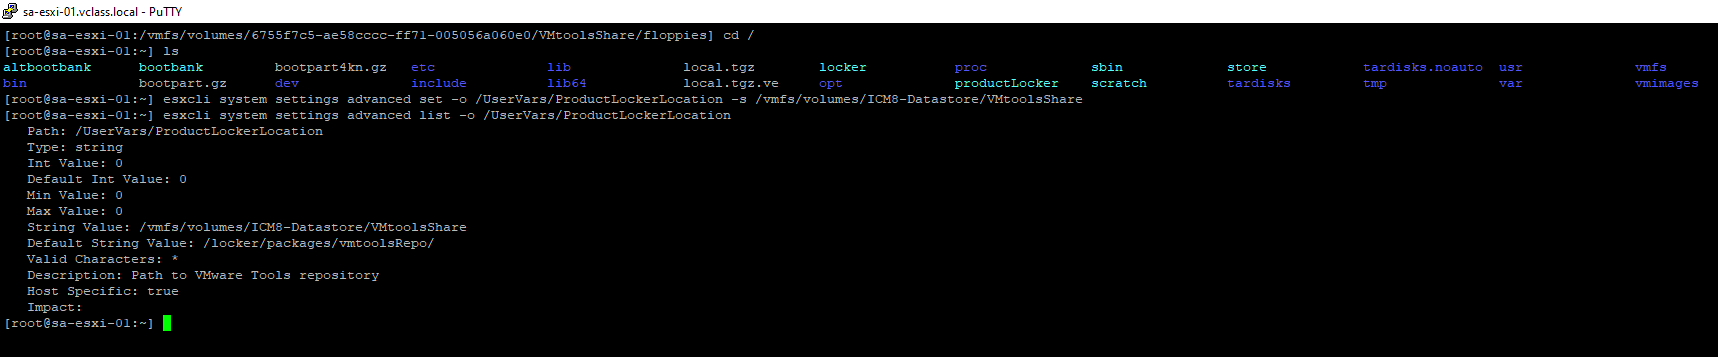 sa-esxi-01.vclass.local - PuTTY
[root@sa-esxi-01:/vmfs/volumes/6755f7c5-ae58cccc-ff71-005056a060e0/VMtoolsShare/floppies] cd /
[root@sa-esxi-01:~] ls
altbootbank bootbank bootpart4kn.gz etc lib local.tgz locker proc sbin store tardisks.noauto usr vmfs
bin bootpart.gz dev include lib64 local.tgz.ve opt productLocker scratch tardisks tmp var vmimages
[root@sa-esxi-01:~] esxcli system settings advanced set -o /UserVars/ProductLockerLocation -s /vmfs/volumes/ICM8-Datastore/VMtoolsShare
[root@sa-esxi-01:~] esxcli system settings advanced list -o /UserVars/ProductLockerLocation
Path: /UserVars/ProductLockerLocation
Type: string
Int Value: 0
Default Int Value: 0
Min Value: 0
Max Value: 0
String Value: /vmfs/volumes/ICM8-Datastore/VMtoolsShare
Default String Value: /locker/packages/vmtoolsRepo/
Valid Characters: *
Description: Path to VMware Tools repository
Host Specific: true
Impact:
[root@sa-esxi-01:~]